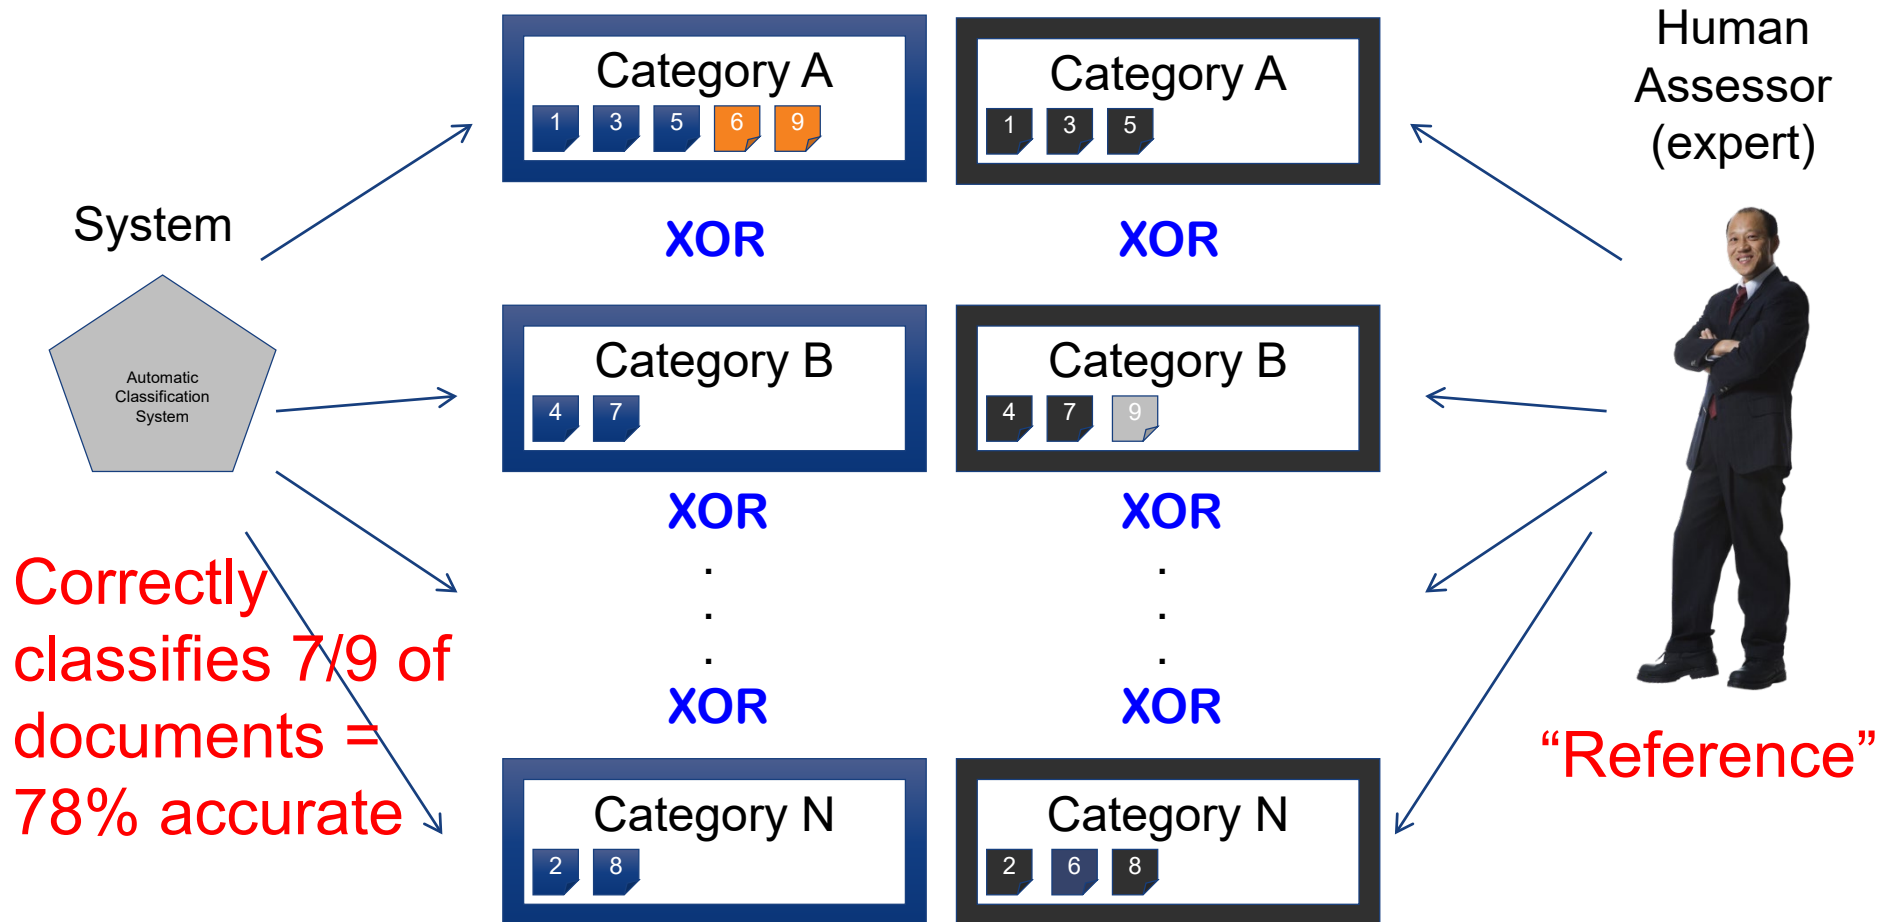 System
Automatic
Classification
System
Correctly
classifies 7/9 of
documents =
78% accurate
Category A
1 3 5 6 9
XOR
Category B
4 7
XOR
.
.
.
XOR
Category N
2 8
Category A
1 3 5
XOR
Category B
4 7 9
XOR
.
.
.
XOR
Category N
2 6 8
Human
Assessor
(expert)
“Reference”